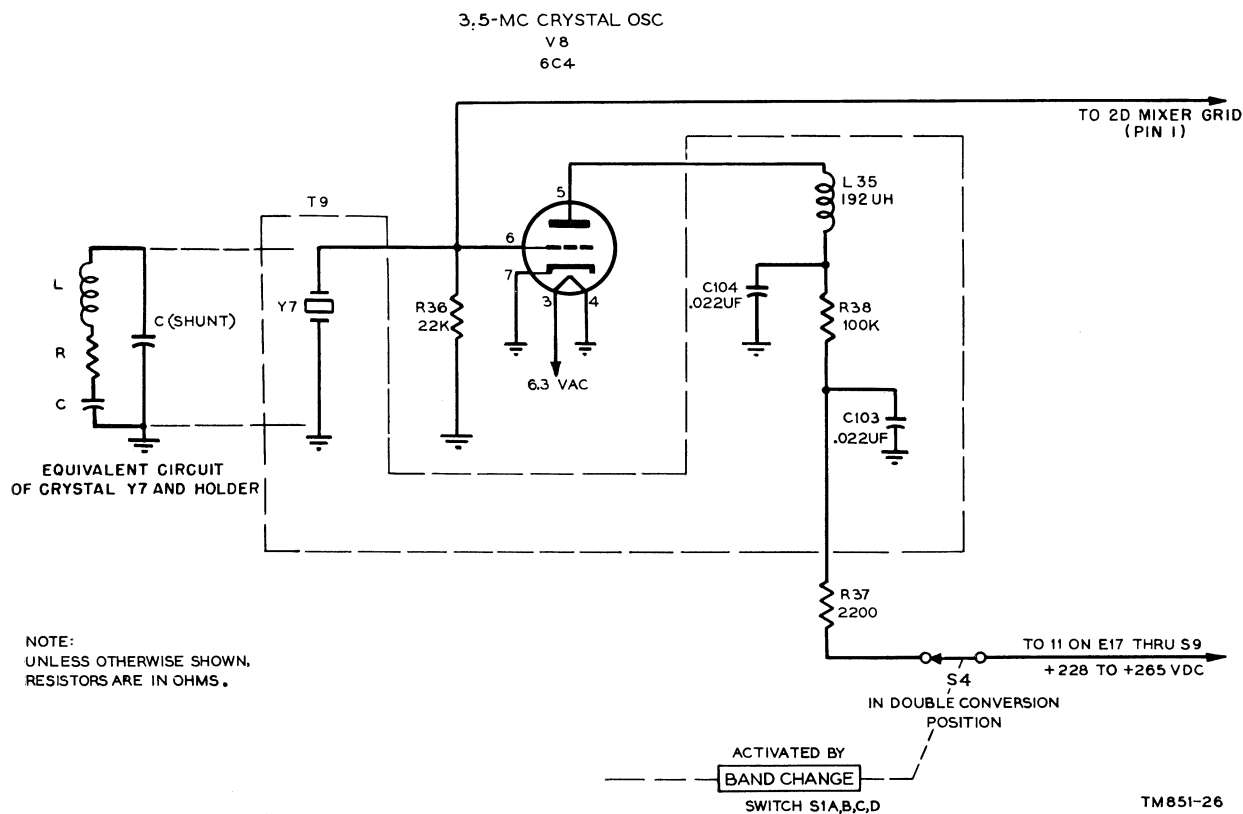 3.5-MC CRYSTAL OSC
V8
6C4
TO 2D MIXER GRID
(PIN 1)
T9
5
6
7
3
4
L35
192UH
L
R
C
C (SHUNT)
Y7
R36
22K
C104
.022UF
R38
100K
6.3 VAC
C103
.022UF
EQUIVALENT CIRCUIT
OF CRYSTAL Y7 AND HOLDER
R37
2200
NOTE:
UNLESS OTHERWISE SHOWN,
RESISTORS ARE IN OHMS.
TO 11 ON E17 THRU S9
+228 TO +265 VDC
S4
IN DOUBLE CONVERSION
POSITION
ACTIVATED BY
BAND CHANGE
SWITCH S1A,B,C,D
TM851-26